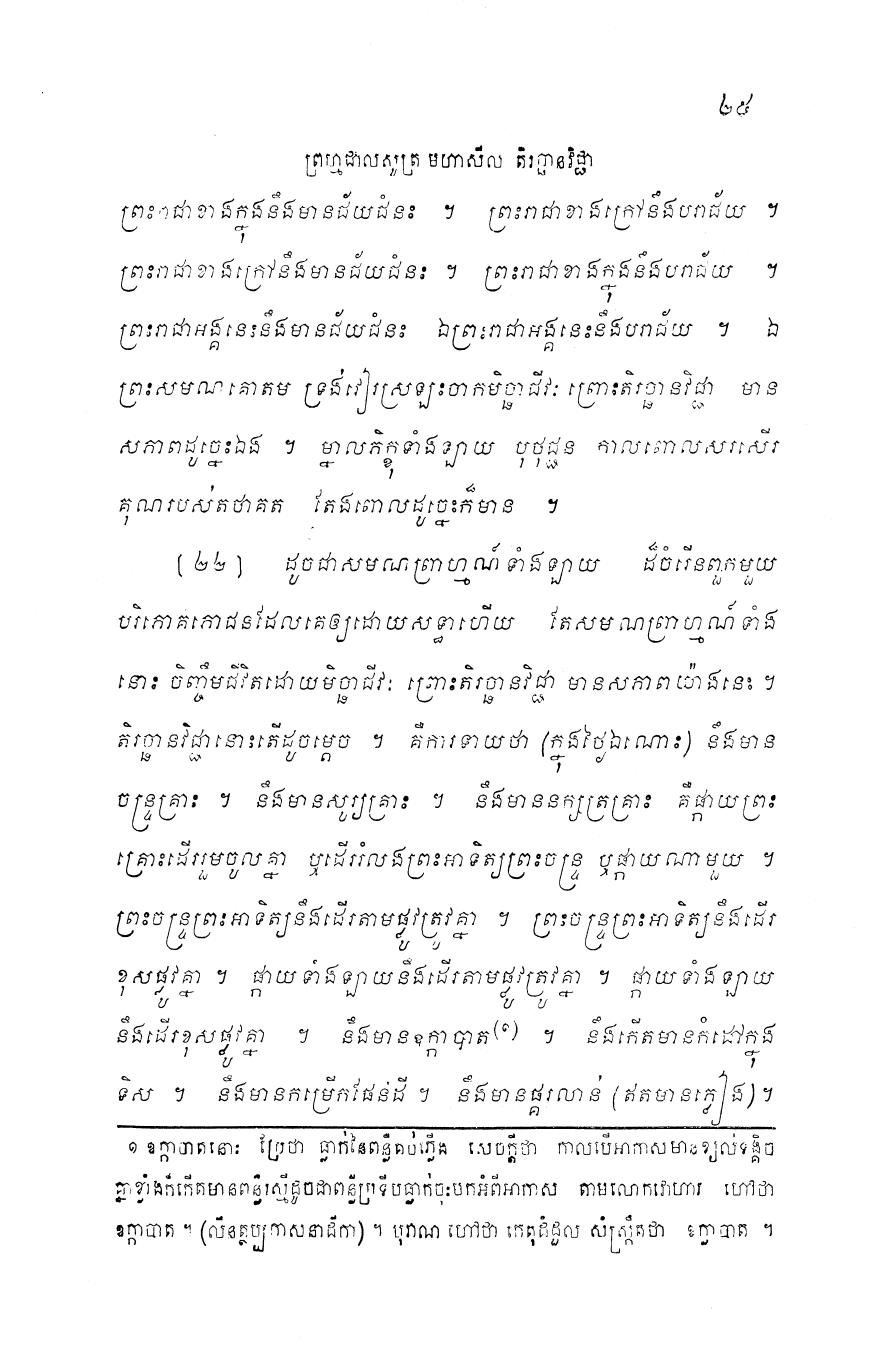 ២៥
ព្រហ្មជាលសូត្រ មហាសីល តិរច្ឆានវិជ្ជា
ព្រះរាជាខាងក្នុងនឹងមានជ័យជំនះ ។ ព្រះរាជាខាងក្រៅនឹងបរាជ័យ ។
ព្រះរាជាខាងក្រៅនឹងមានជ័យជំនះ ។ ព្រះរាជាខាងក្នុងនឹងបរាជ័យ ។
ព្រះរាជាអង្គនេះនឹងមានជ័យជំនះ ឯព្រះរាជាអង្គនេះនឹងបរាជ័យ ។ ឯ
ព្រះសមណគោតម ទ្រង់វៀរស្រឡះចាកមិច្ឆាជីវៈ ព្រោះតិរច្ឆានវិជ្ជា មាន
សភាពដូច្នេះឯង ។ ម្នាលភិក្ខុទាំងឡាយ បុថុជ្ជន កាលពោលសរសើរ
គុណរបស់តថាគត តែងពោលដូច្នេះក៏មាន ។
[២២] ដូចជាសមណព្រាហ្មណ៍ទាំងឡាយ ដ៏ចំរើនពួកមួយ
បរិភោគភោជនដែលគេឲ្យដោយសទ្ធាហើយ តែសមណព្រាហ្មណ៍ទាំង
នោះ ចិញ្ចឹមជីវិតដោយមិច្ឆាជីវៈ ព្រោះតិរច្ឆានវិជ្ជា មានសភាពយ៉ាងនេះ ។
តិរច្ឆានវិជ្ជានោះតើដូចម្តេច ។ គឺការទាយថា (ក្នុងថ្ងៃឯណោះ) នឹងមាន
ចន្ទ្រគ្រាះ ។ នឹងមានសូរ្យគ្រាះ ។ នឹងមាននក្សត្រគ្រាះ គឺផ្កាយព្រះ
គ្រោះដើររួមចូលគ្នា ឬដើររំលងព្រះអាទិត្យព្រះចន្ទ្រ ឬផ្កាយណាមួយ ។
ព្រះចន្ទ្រព្រះអាទិត្យនឹងដើរតាមផ្លូវត្រូវគ្នា ។ ព្រះចន្ទ្រព្រះអាទិត្យនឹងដើរ
ខុសផ្លូវគ្នា ។ ផ្កាយទាំងឡាយនឹងដើរតាមផ្លូវត្រូវគ្នា ។ ផ្កាយទាំងឡាយ
នឹងដើរខុសផ្លូវគ្នា ។ នឹងមានឧក្កាបាត(១) ។ នឹងកើតមានកំដៅក្នុង
ទិស ។ នឹងមានកម្រើកផែនដី ។ នឹងមានផ្គរលាន់ (ឥតមានភ្លៀង) ។
១ ឧក្កាបាតនោះ ប្រែថា ធ្លាក់នៃពន្លឺគប់ភ្លើង សេចក្តីថា កាលបើអាកាសមានខ្យល់ទង្គិច
គ្នាខ្លាំងក៏កើតមានពន្លឺរស្មីដូចជាពន្លឺប្រទីបធ្លាក់ចុះមកអំពីអាកាស តាមលោកវោហារ ហៅថា
ឧក្កាបាត ។ (លីនត្ថប្បកាសនាដីកា) ។ បុរាណ ហៅថា កេតុដំដួល សំស្ក្រឹតថា ឧក្កាបាត ។